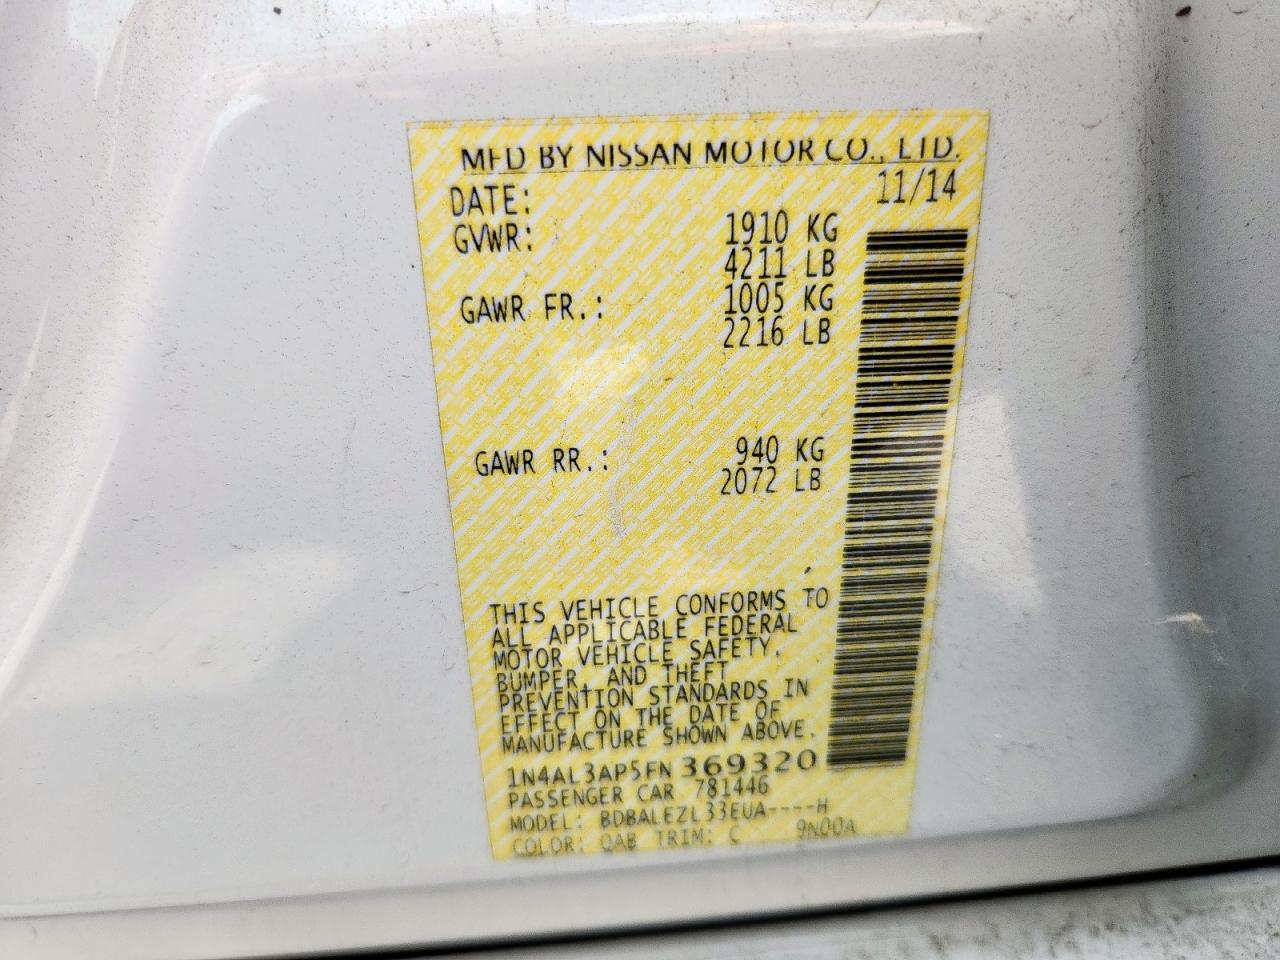 MFD BY NISSAN MOTOR CO., LTD.
DATE: 11/14
GVWR: 1910 KG
4211 LB
GAWR FR.: 1005 KG
2216 LB
GAWR RR.: 940 KG
2072 LB
THIS VEHICLE CONFORMS TO
ALL APPLICABLE FEDERAL
MOTOR VEHICLE SAFETY,
BUMPER, AND THEFT
PREVENTION STANDARDS IN
EFFECT ON THE DATE OF
MANUFACTURE SHOWN ABOVE.
1N4AL3AP5FN369320
PASSENGER CAR 781446
MODEL: BDBALEZL33EUA----H
COLOR: QAB TRIM: C 9N00A